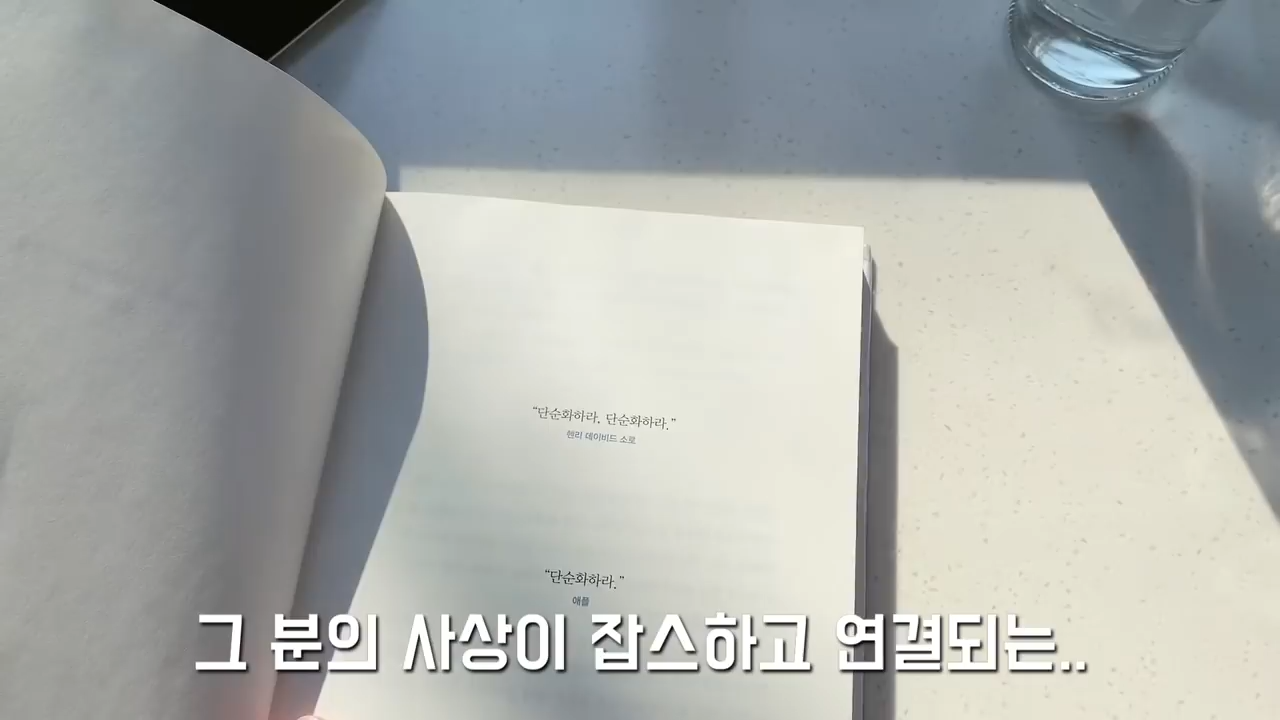 “단순화하라, 단순화하라.”
헨리 데이비드 소로
“단순화하라.”
애플
그 분의 사상이 잡스하고 연결되는..